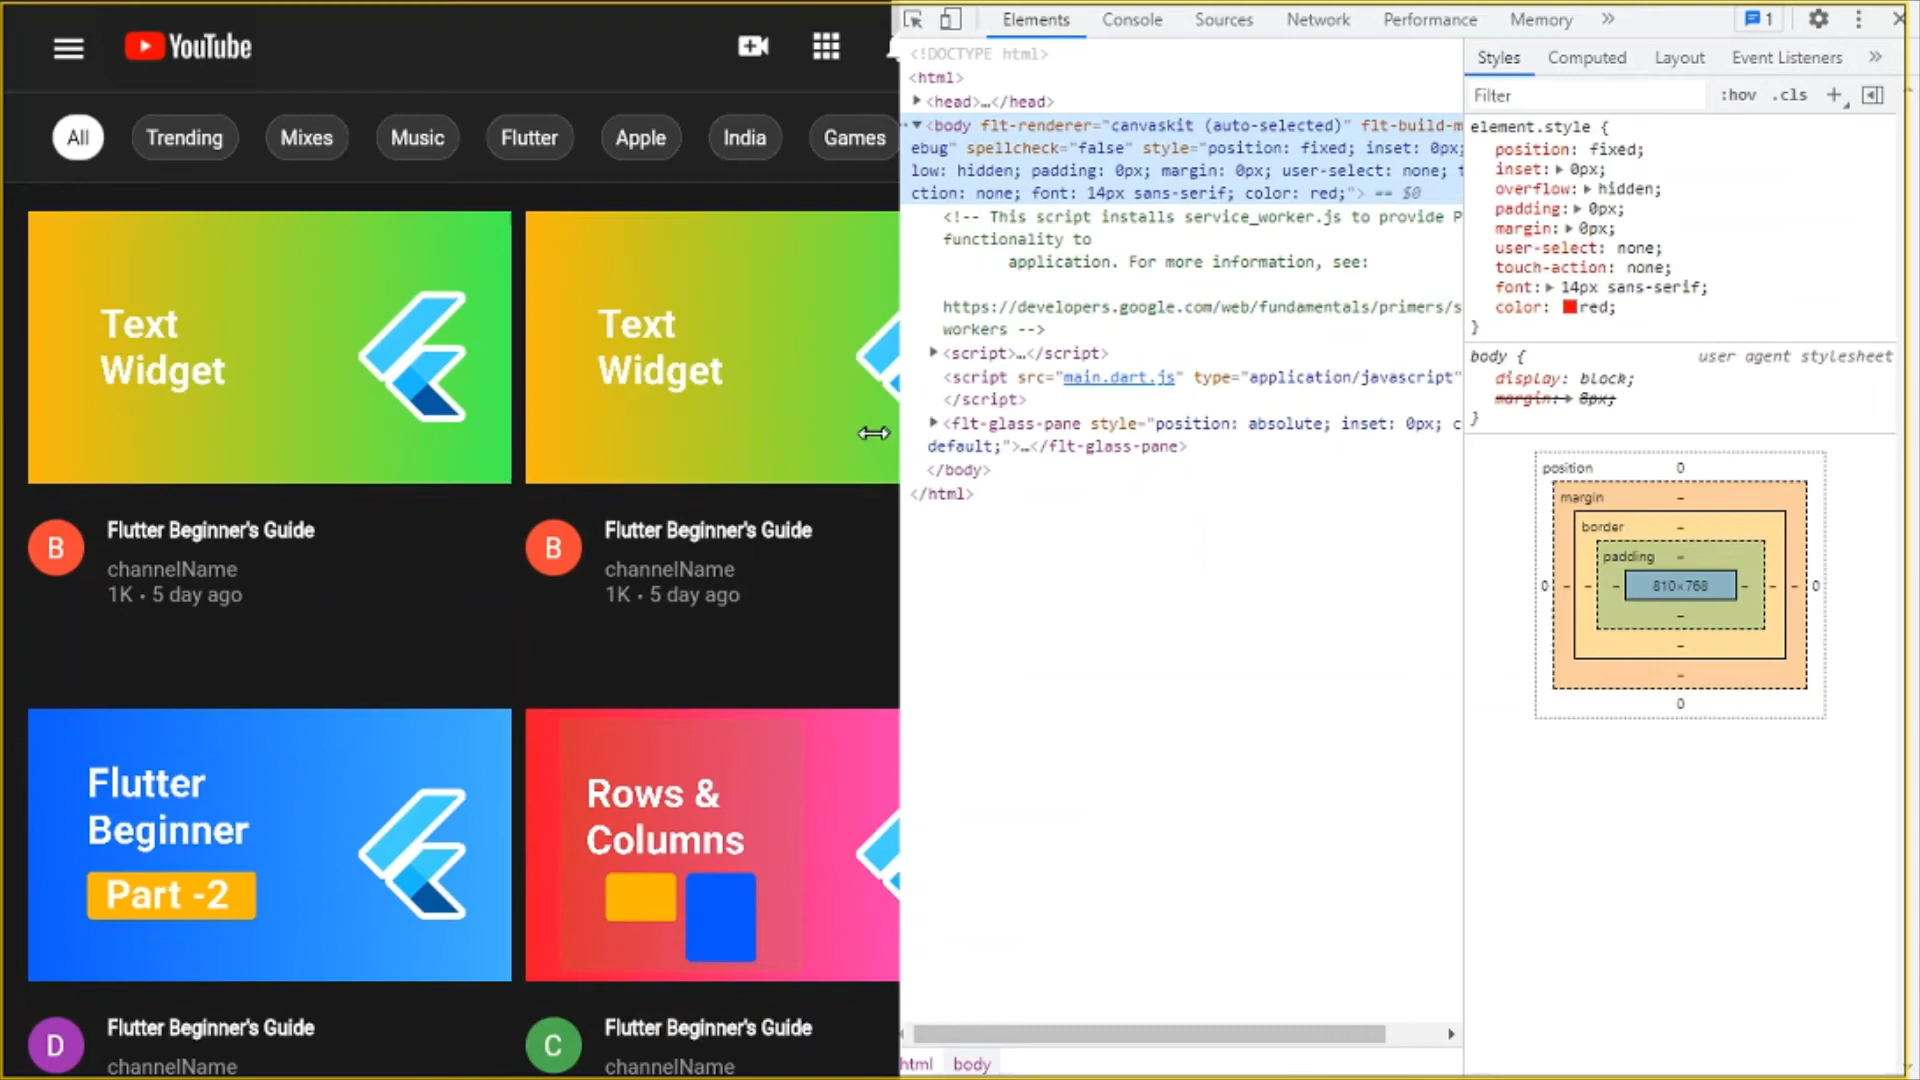 YouTube
All Trending Mixes Music Flutter Apple India Games
Text
Widget
Text
Widget
B
Flutter Beginner's Guide
channelName
1K • 5 day ago
B
Flutter Beginner's Guide
channelName
1K • 5 day ago
Flutter
Beginner
Part -2
Rows &
Columns
D
Flutter Beginner's Guide
channelName
C
Flutter Beginner's Guide
channelName
Elements Console Sources Network Performance Memory » 1
<!DOCTYPE html>
<html>
<head>…</head>
<body flt-renderer="canvaskit (auto-selected)" flt-build-m
ebug" spellcheck="false" style="position: fixed; inset: 0px;
low: hidden; padding: 0px; margin: 0px; user-select: none; t
ction: none; font: 14px sans-serif; color: red;"> == $0
<!-- This script installs service_worker.js to provide P
functionality to
application. For more information, see:
https://developers.google.com/web/fundamentals/primers/s
workers -->
<script>…</script>
<script src="main.dart.js" type="application/javascript"
</script>
<flt-glass-pane style="position: absolute; inset: 0px; c
default;">…</flt-glass-pane>
</body>
</html>
html body
Styles Computed Layout Event Listeners »
Filter :hov .cls +
element.style {
position: fixed;
inset: 0px;
overflow: hidden;
padding: 0px;
margin: 0px;
user-select: none;
touch-action: none;
font: 14px sans-serif;
color: red;
}
body { user agent stylesheet
display: block;
margin: 8px;
}
position 0
margin –
border –
padding –
0 – – – 810×768 – – – 0
–
–
–
0